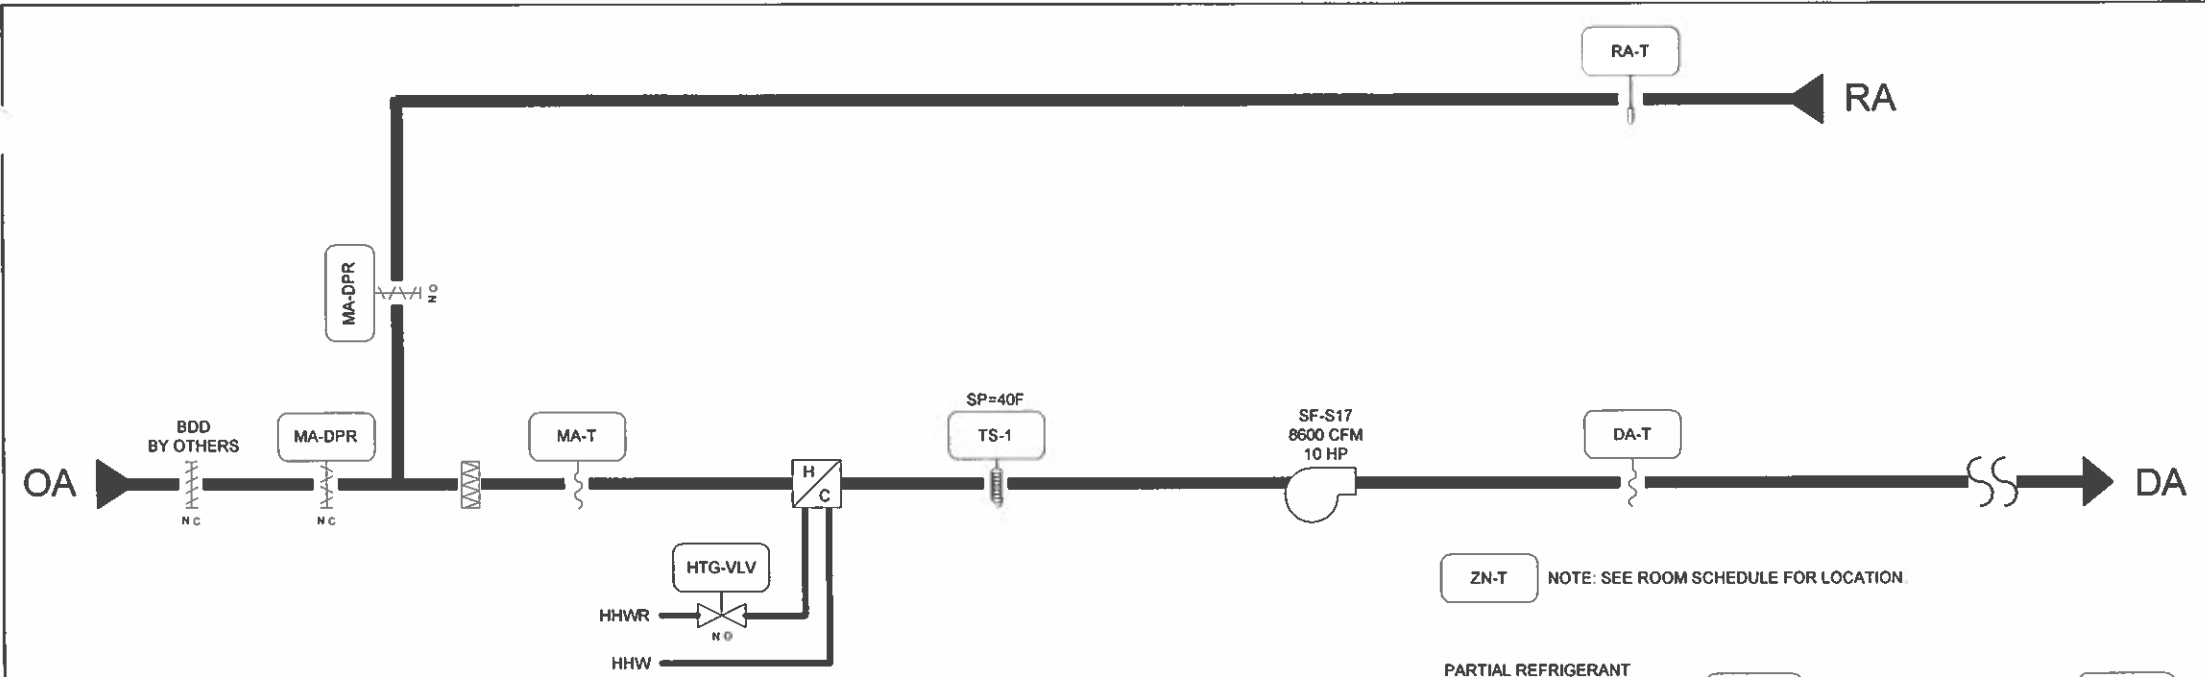 RA-T
RA
MA-DPR
NO
SP=40F
BDD
BY OTHERS
MA-DPR
MA-T
TS-1
SF-S17
8600 CFM
10 HP
DA-T
OA
H
C
DA
NC
NC
HTG-VLV
ZN-T
NOTE: SEE ROOM SCHEDULE FOR LOCATION.
HHWR
NO
HHW
PARTIAL REFRIGERANT